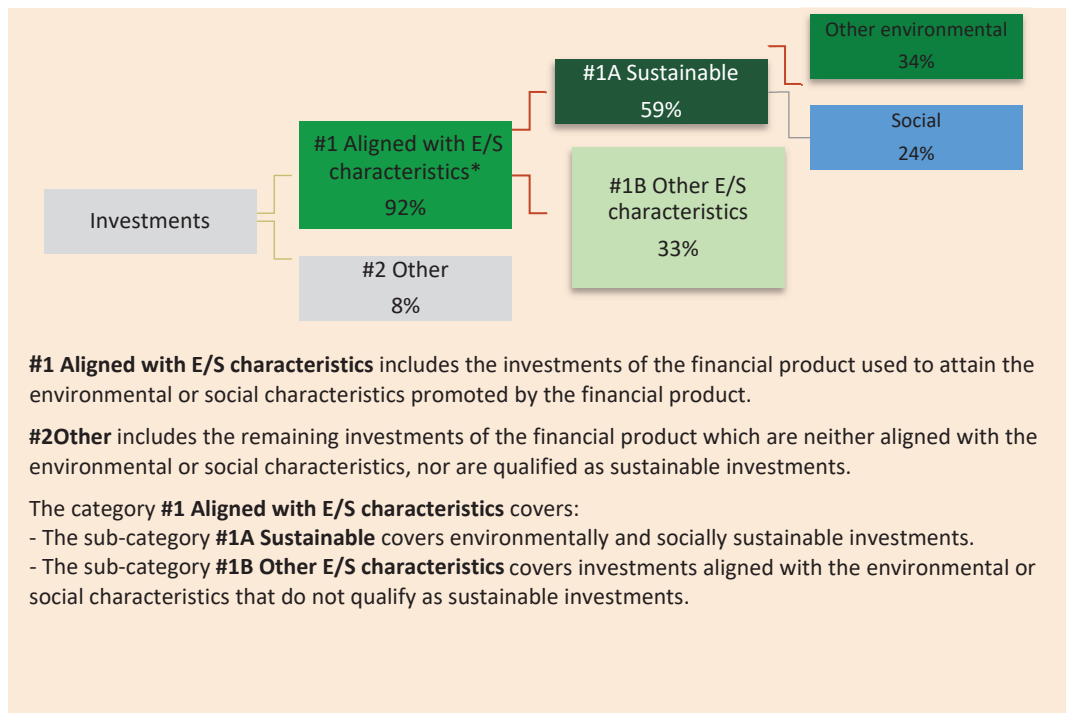 Other environmental
34%
#1A Sustainable
59%
Social
24%
#1 Aligned with E/S
characteristics*
92%
#1B Other E/S
characteristics
33%
Investments
#2 Other
8%
#1 Aligned with E/S characteristics includes the investments of the financial product used to attain the
environmental or social characteristics promoted by the financial product.
#2Other includes the remaining investments of the financial product which are neither aligned with the
environmental or social characteristics, nor are qualified as sustainable investments.
The category #1 Aligned with E/S characteristics covers:
- The sub-category #1A Sustainable covers environmentally and socially sustainable investments.
- The sub-category #1B Other E/S characteristics covers investments aligned with the environmental or
social characteristics that do not qualify as sustainable investments.